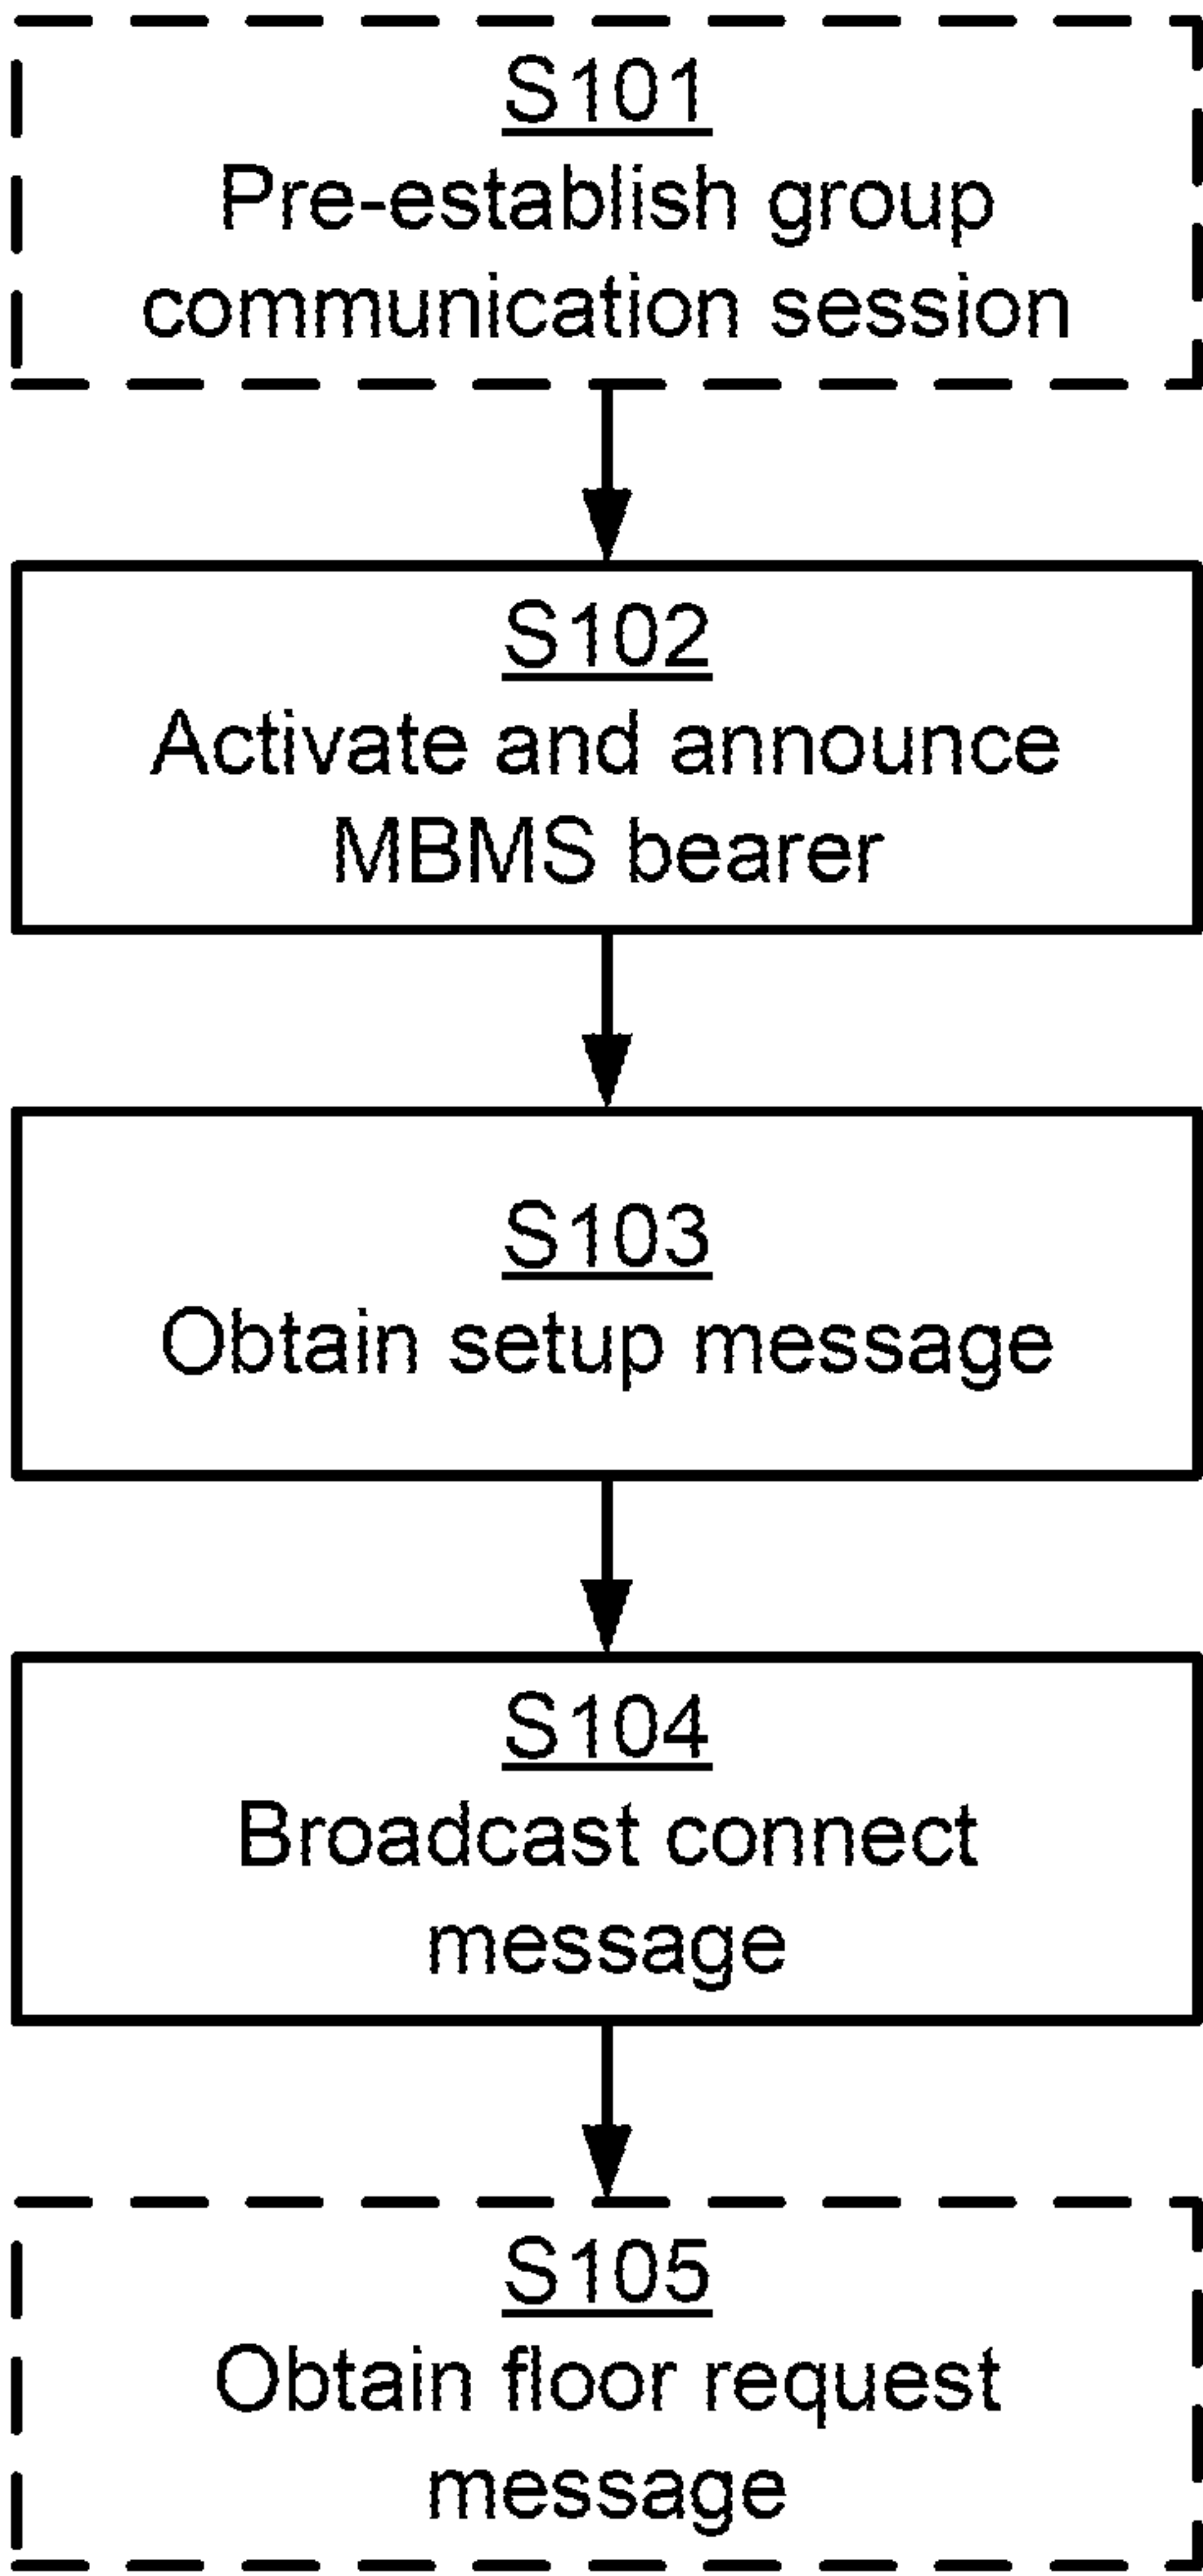 S101
Pre-establish group
communication session
S102
Activate and announce
MBMS bearer
S103
Obtain setup message
S104
Broadcast connect
message
S105
Obtain floor request
message